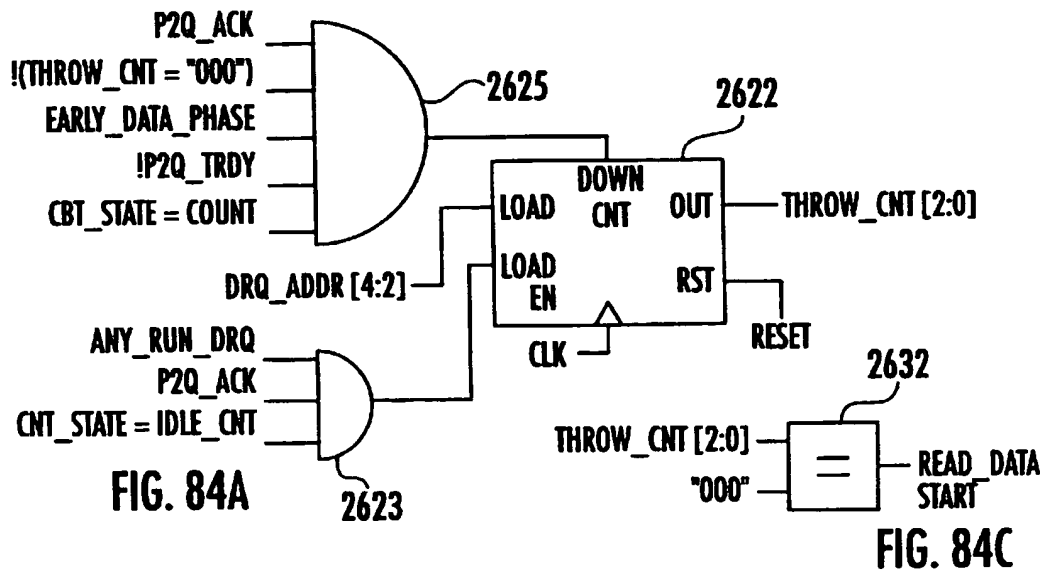 P2Q_ACK
!(THROW_CNT = "000")
EARLY_DATA_PHASE
!P2Q_TRDY
CBT_STATE = COUNT
2625
2622
DOWN
CNT
LOAD
OUT
THROW_CNT [2:0]
DRQ_ADDR [4:2]
LOAD
EN
RST
CLK
RESET
ANY_RUN_DRQ
P2Q_ACK
CNT_STATE = IDLE_CNT
2623
FIG. 84A
2632
THROW_CNT [2:0]
"000"
=
READ_DATA
START
FIG. 84C